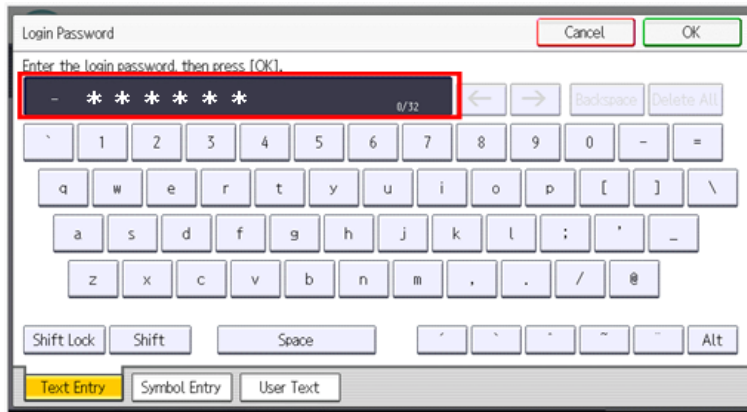 Login Password Cancel OK
Enter the login password, then press [OK].
- ****** 0/32 ← → Backspace Delete All
` 1 2 3 4 5 6 7 8 9 0 - =
q w e r t y u i o p [ ] \
a s d f g h j k l ; ' _
z x c v b n m , . / @
Shift Lock Shift Space ´ ` ^ ~ ¨ Alt
Text Entry Symbol Entry User Text